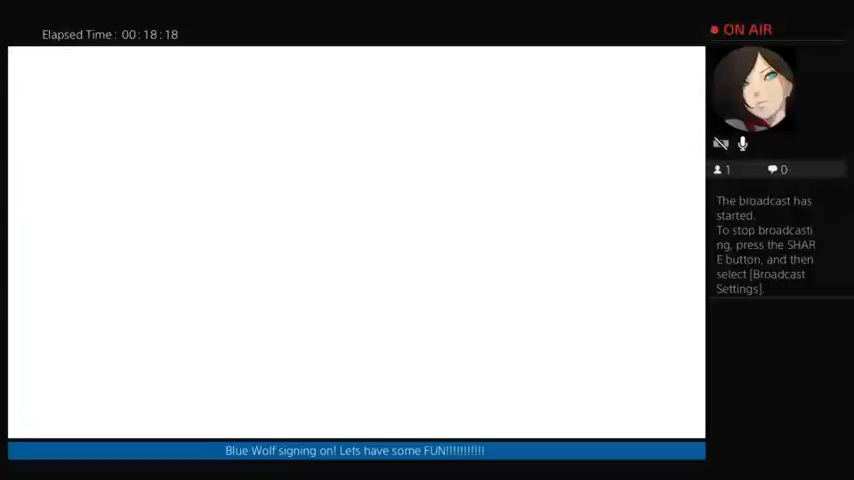 Elapsed Time : 00:18:18
ON AIR
1 0
The broadcast has
started.
To stop broadcasti
ng, press the SHAR
E button, and then
select [Broadcast
Settings].
Blue Wolf signing on! Lets have some FUN!!!!!!!!!!!